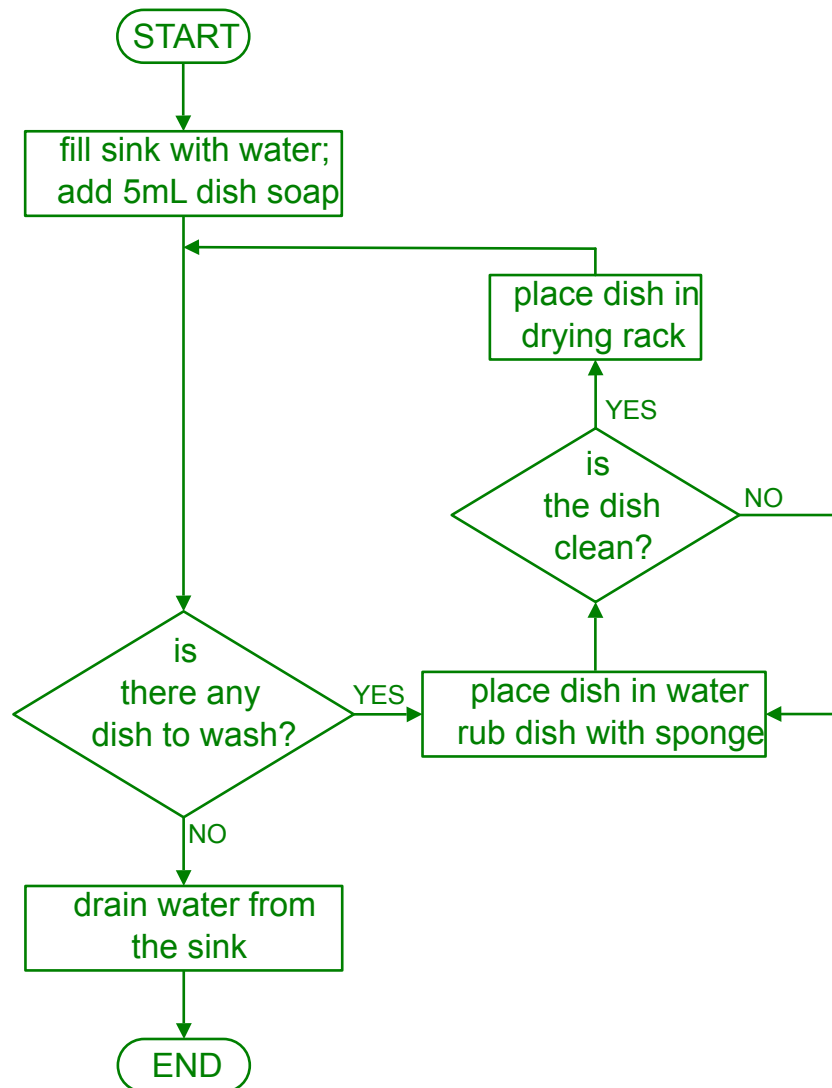 START
fill sink with water;
add 5mL dish soap
place dish in
drying rack
YES
is
the dish
clean?
NO
is
there any
dish to wash?
YES
place dish in water
rub dish with sponge
NO
drain water from
the sink
END